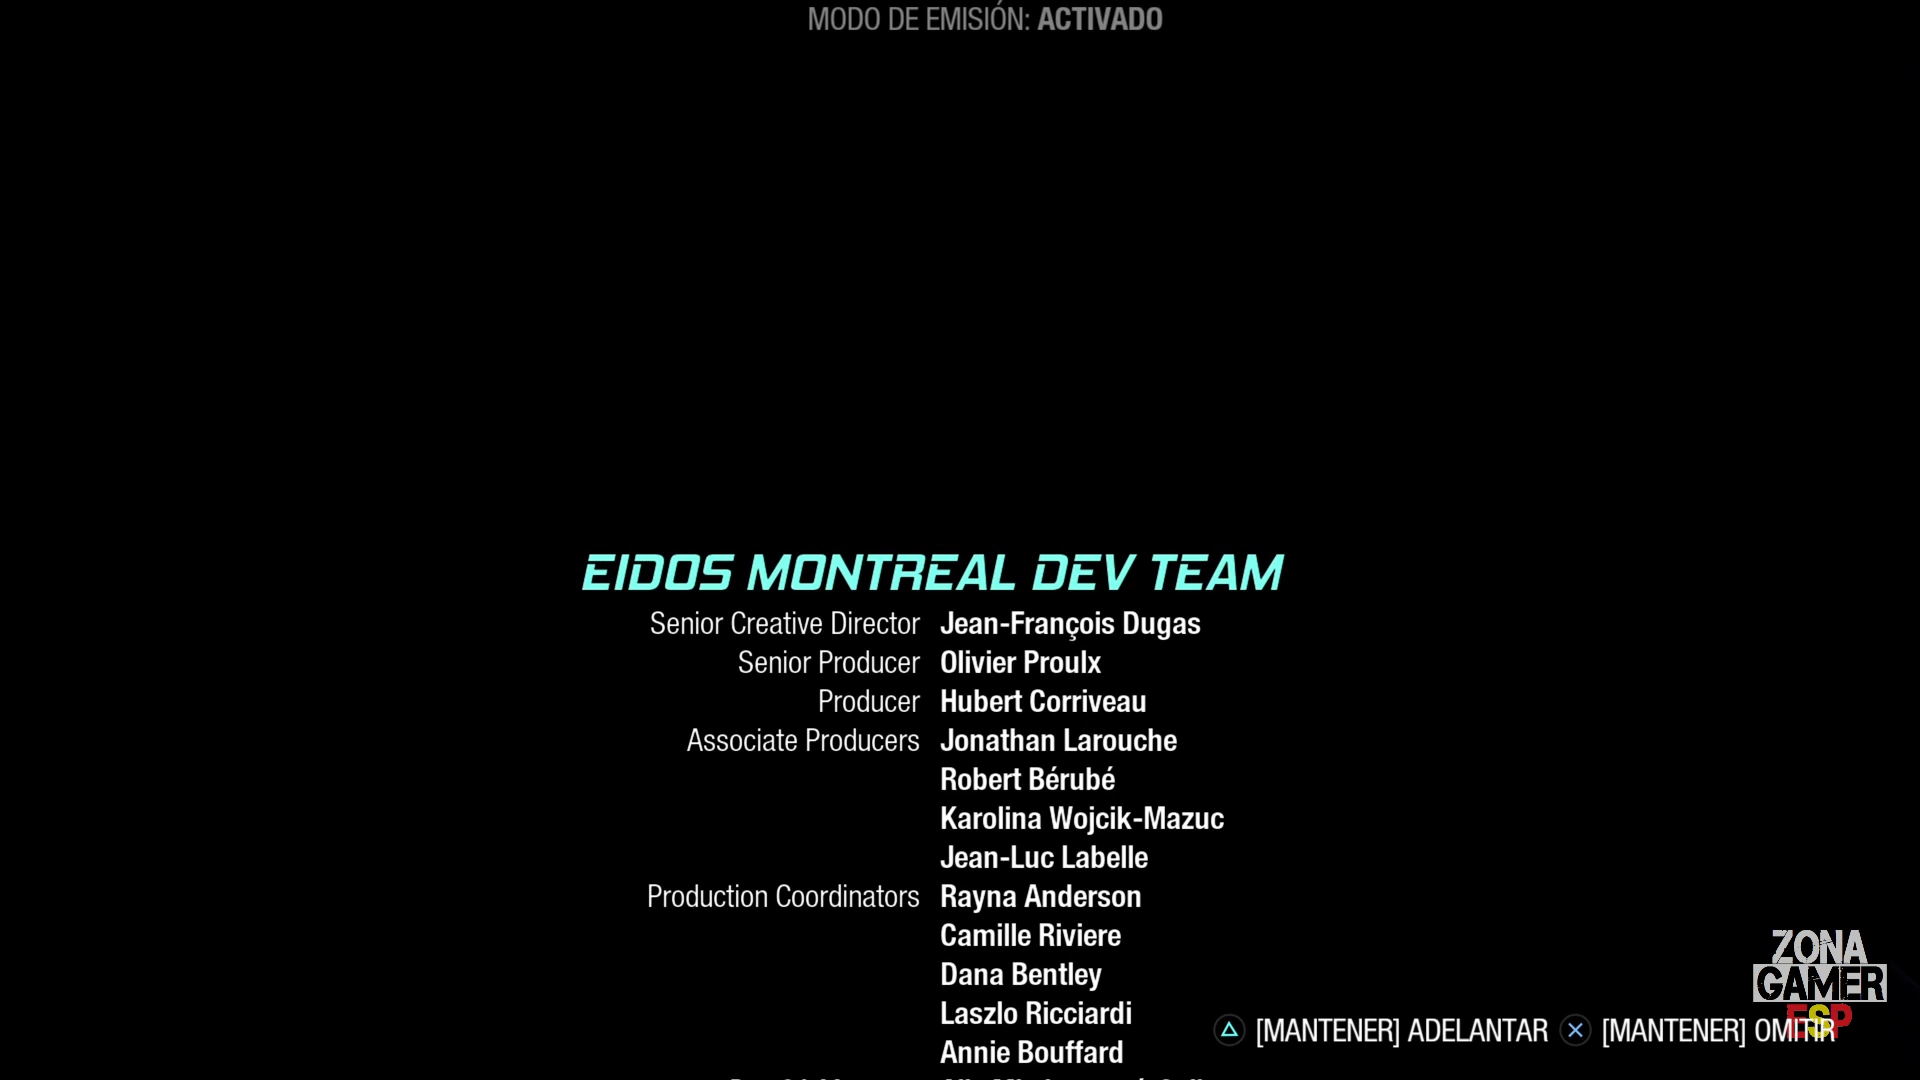 MODO DE EMISIÓN: ACTIVADO
EIDOS MONTREAL DEV TEAM
Senior Creative Director Jean-François Dugas
Senior Producer Olivier Proulx
Producer Hubert Corriveau
Associate Producers Jonathan Larouche
Robert Bérubé
Karolina Wojcik-Mazuc
Jean-Luc Labelle
Production Coordinators Rayna Anderson
Camille Riviere
Dana Bentley
Laszlo Ricciardi
Annie Bouffard
[MANTENER] ADELANTAR [MANTENER] OMITIR
ZONA
GAMER
ESP